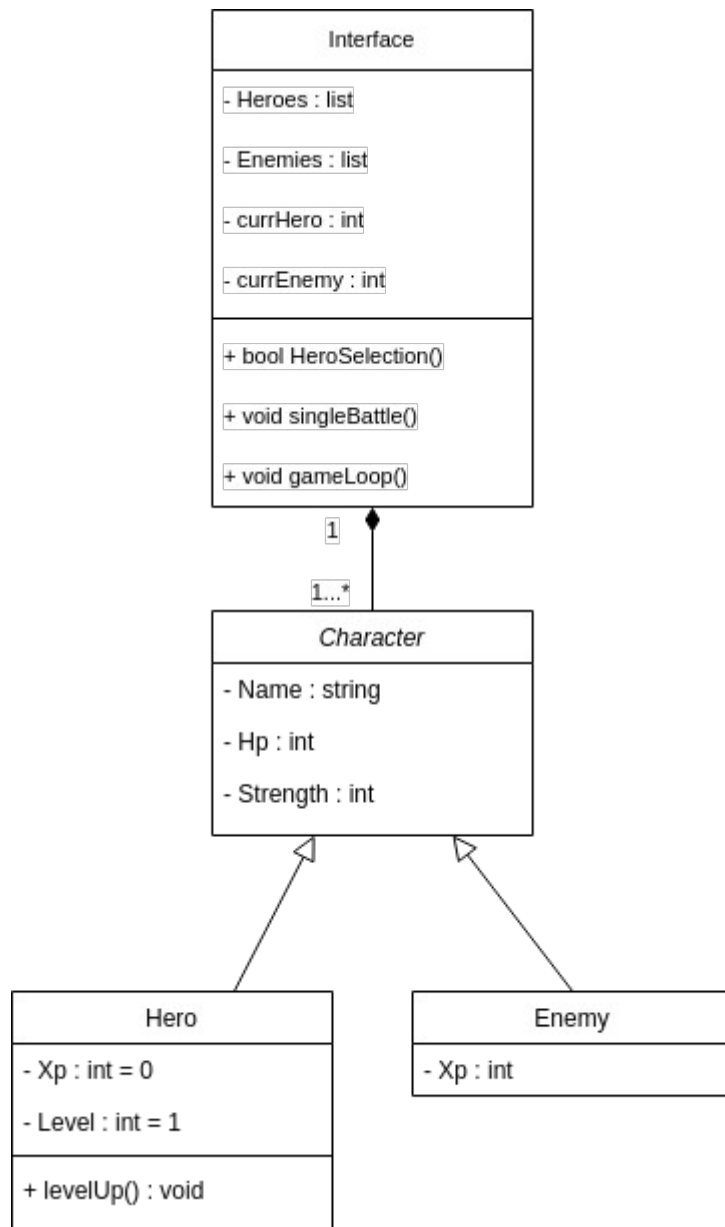 Interface
- Heroes : list
- Enemies : list
- currHero : int
- currEnemy : int
+ bool HeroSelection()
+ void singleBattle()
+ void gameLoop()
1
1...*
Character
- Name : string
- Hp : int
- Strength : int
Hero
- Xp : int = 0
- Level : int = 1
+ levelUp() : void
Enemy
- Xp : int